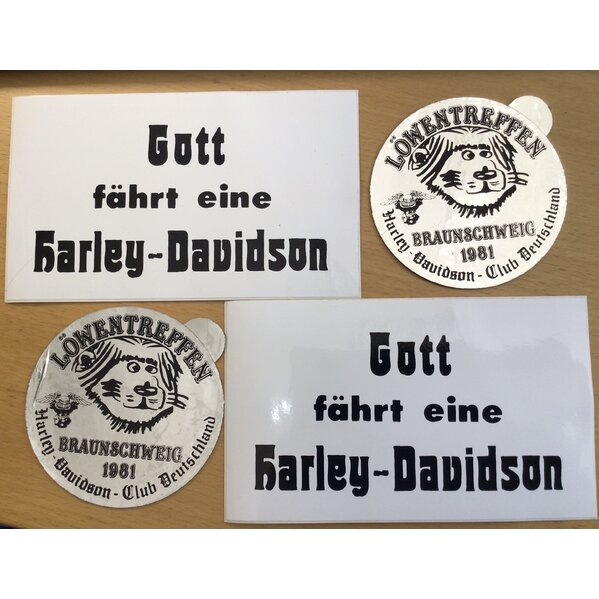 Gott
fährt eine
Harley-Davidson
LÖWENTREFFEN
BRAUNSCHWEIG
1981
Harley-Davidson-Club Deutschland
LÖWENTREFFEN
BRAUNSCHWEIG
1981
Harley-Davidson-Club Deutschland
Gott
fährt eine
Harley-Davidson